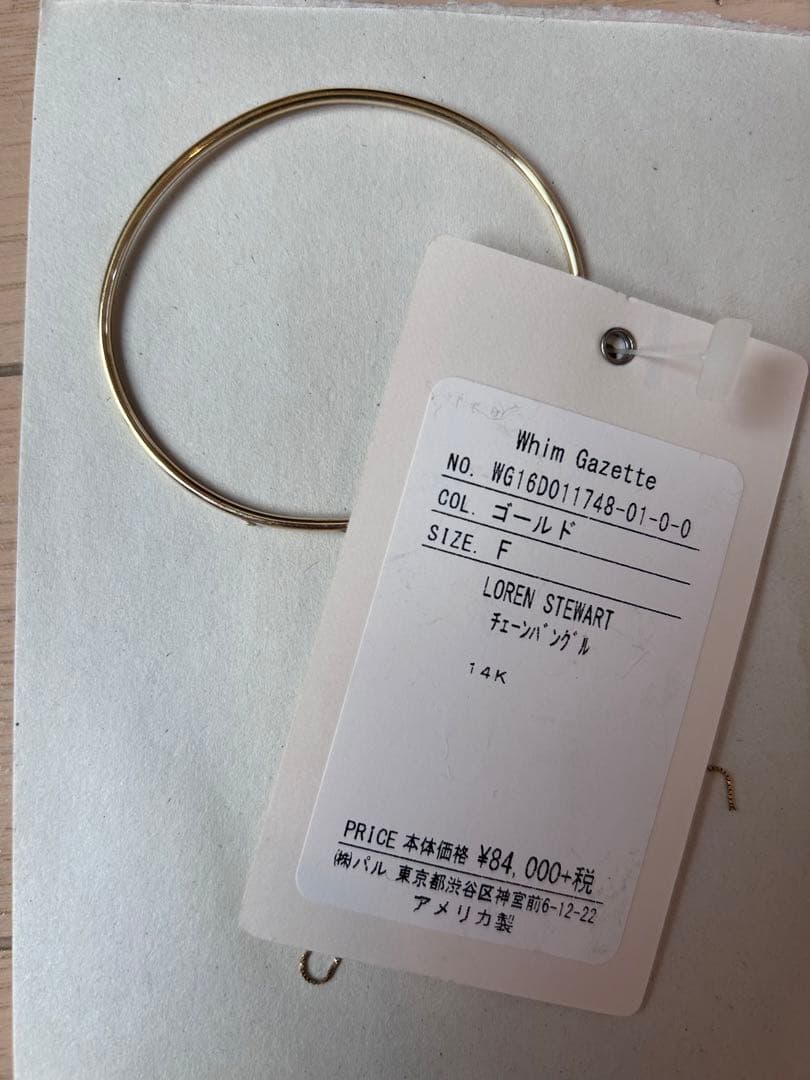 Whim Gazette
NO. WG16D011748-01-0-0
COL. ゴールド
SIZE. F
LOREN STEWART
ﾁｪｰﾝﾊﾞﾝｸﾞﾙ
14K
PRICE 本体価格 ¥84,000+税
㈱パル 東京都渋谷区神宮前6-12-22
アメリカ製